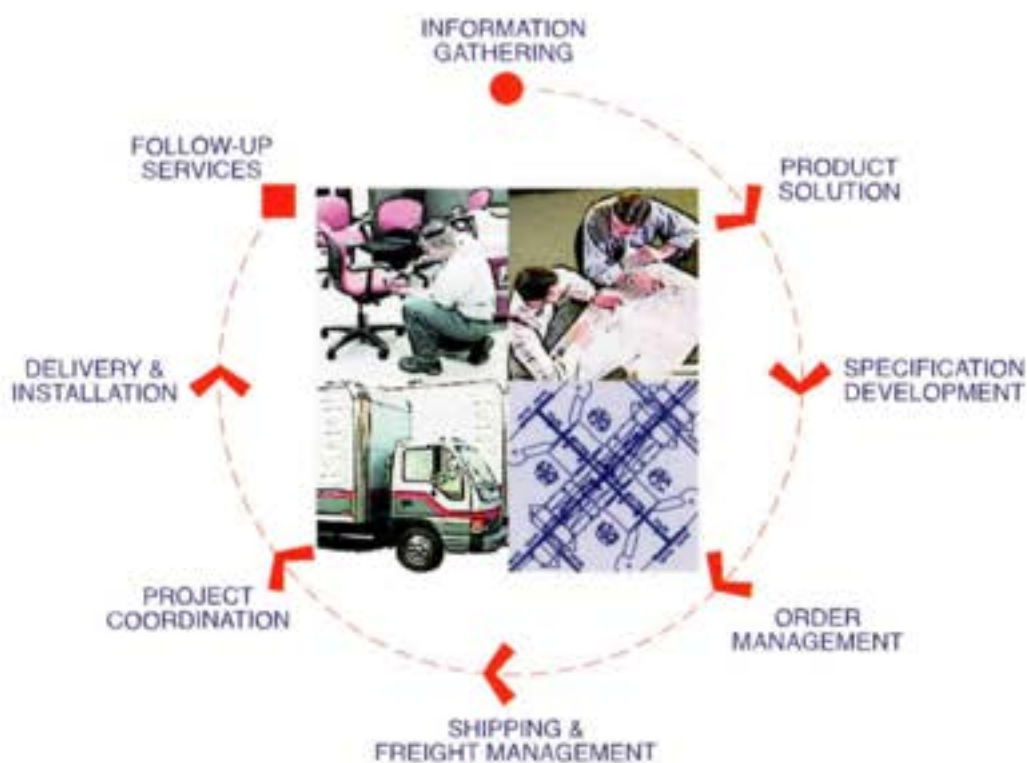 INFORMATION
GATHERING
PRODUCT
SOLUTION
SPECIFICATION
DEVELOPMENT
ORDER
MANAGEMENT
SHIPPING &
FREIGHT MANAGEMENT
PROJECT
COORDINATION
DELIVERY &
INSTALLATION
FOLLOW-UP
SERVICES